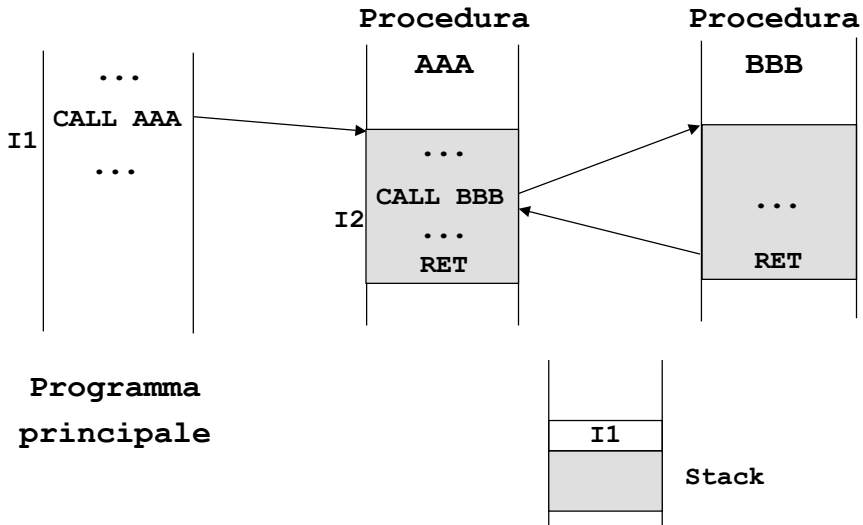 Procedura
AAA
Procedura
BBB
...
CALL AAA
I1
...
...
CALL BBB
I2
...
RET
...
RET
Programma
principale
I1
Stack